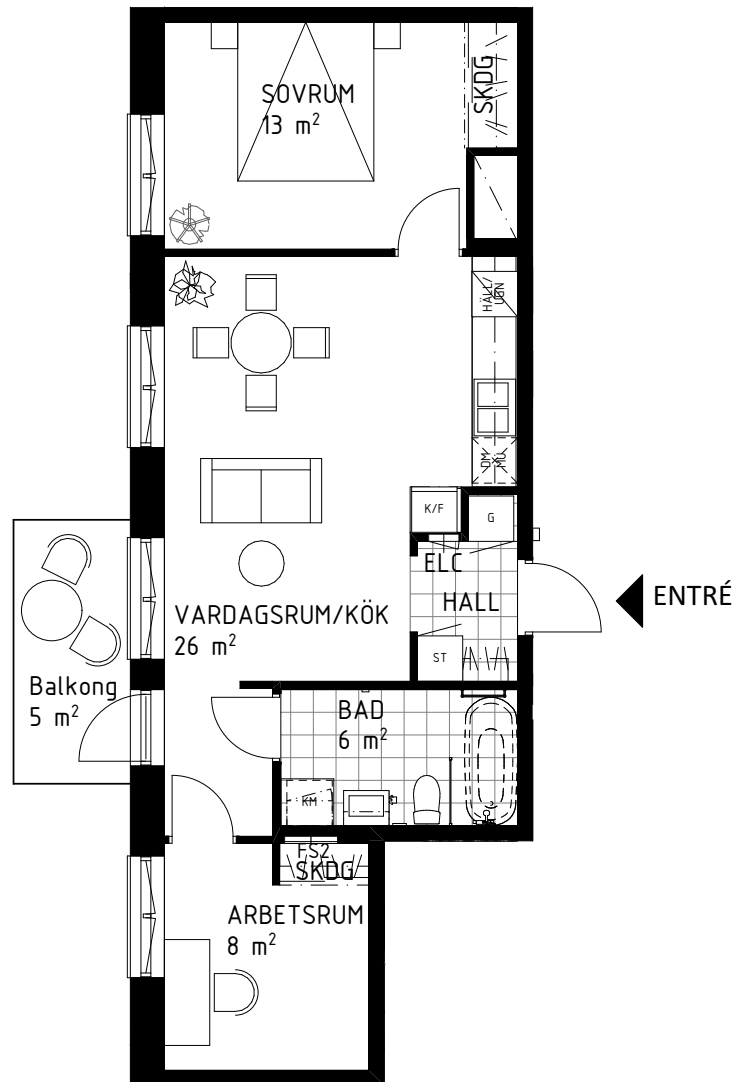 SOVRUM
13 m²
SKDG
HÄLL/
UGN
DM
MU
K/F
G
ELC
HALL
ENTRÉ
VARDAGSRUM/KÖK
26 m²
ST
Balkong
5 m²
BAD
6 m²
KM
FS2
SKDG
ARBETSRUM
8 m²